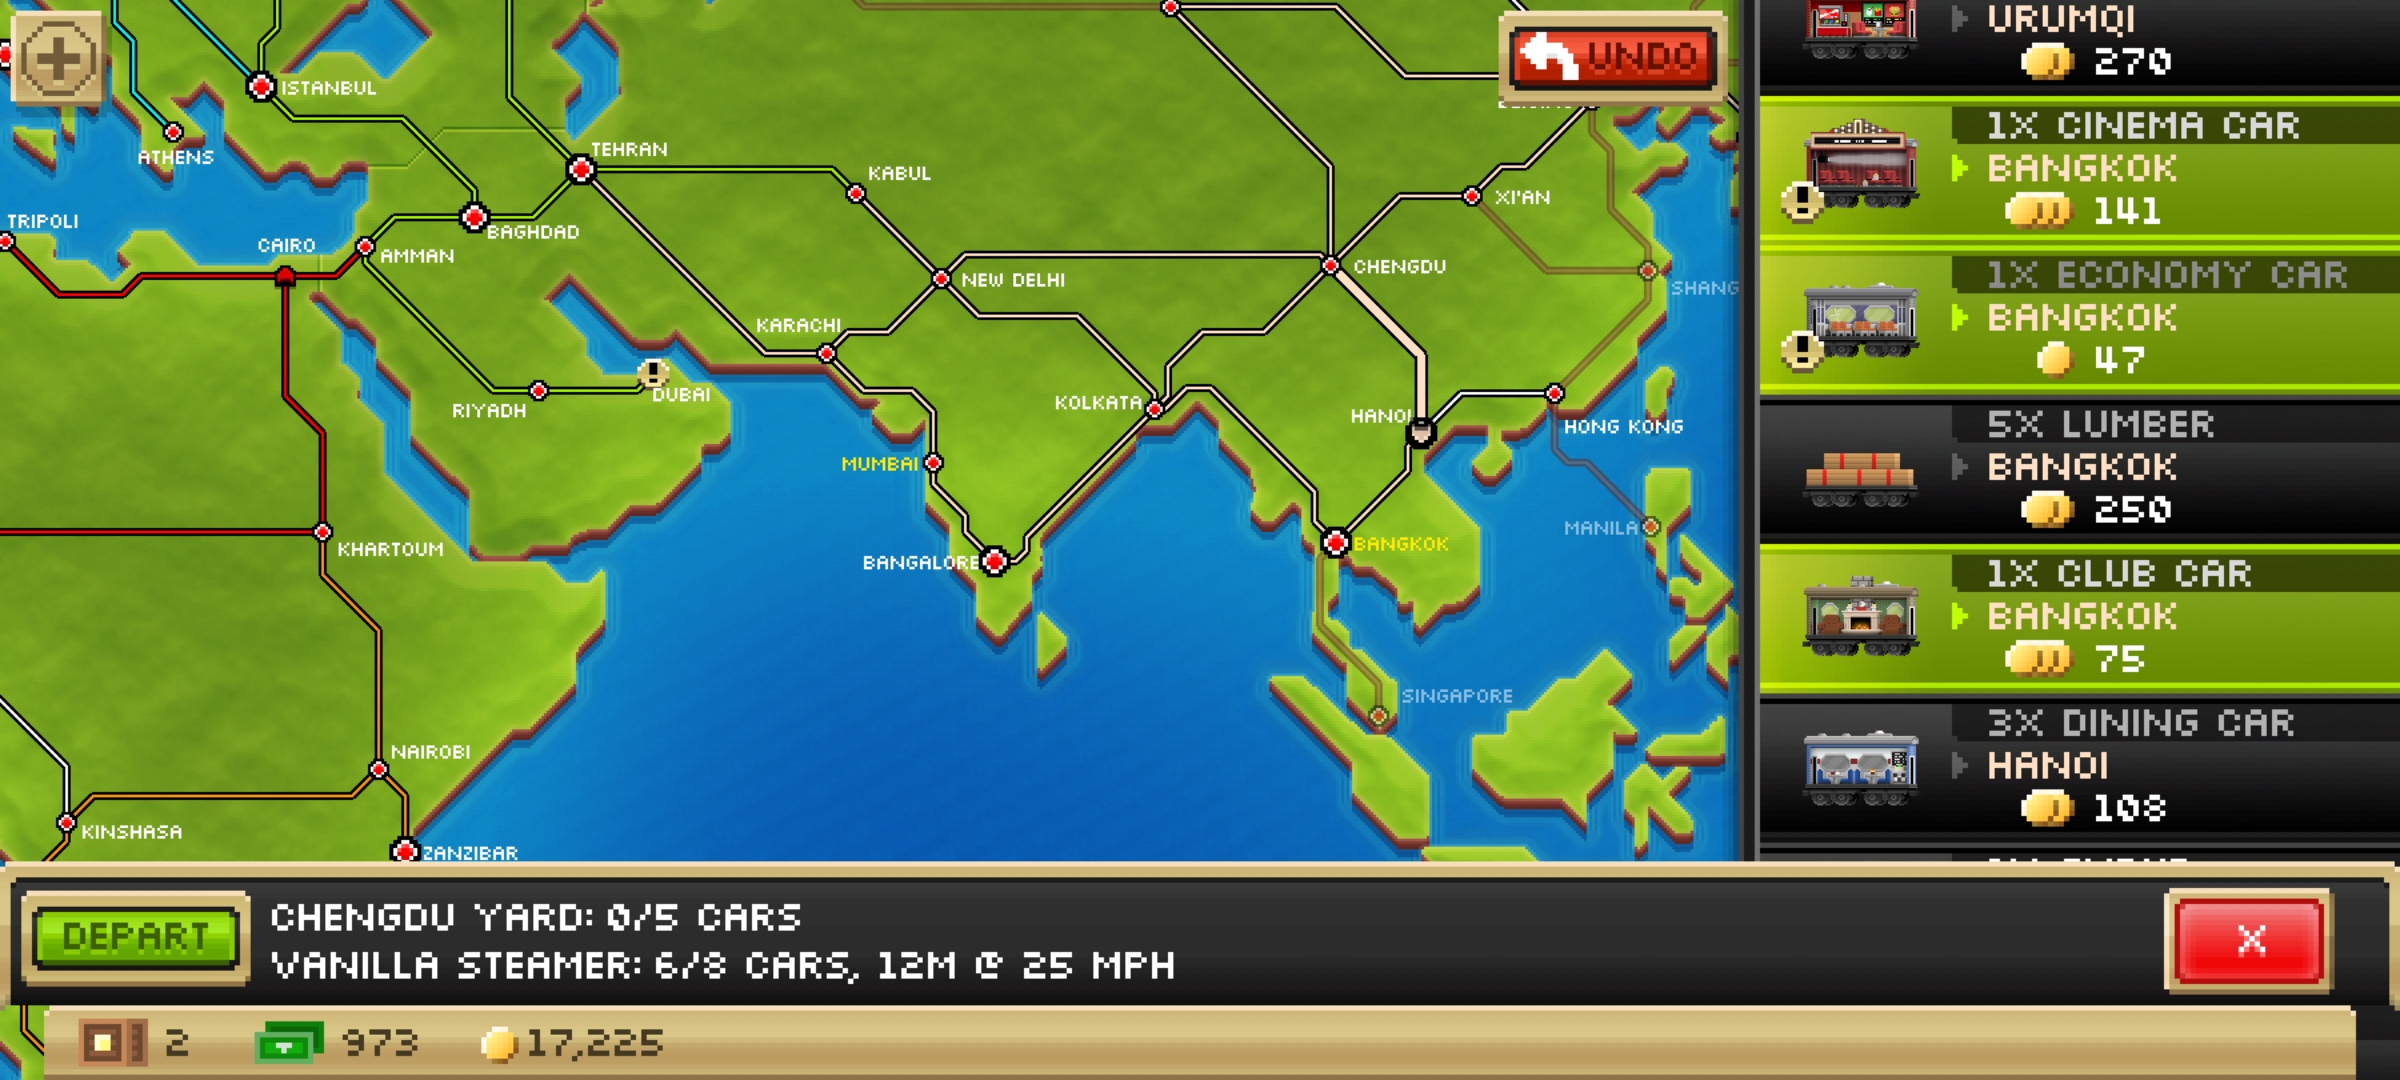 UNDO
ISTANBUL
ATHENS
TEHRAN
KABUL
XI'AN
TRIPOLI
CAIRO
BAGHDAD
AMMAN
NEW DELHI
CHENGDU
SHANG
KARACHI
DUBAI
RIYADH
KOLKATA
HANOI
HONG KONG
MUMBAI
MANILA
KHARTOUM
BANGALORE
BANGKOK
SINGAPORE
NAIROBI
KINSHASA
ZANZIBAR
URUMQI
270
1X CINEMA CAR
BANGKOK
141
1X ECONOMY CAR
BANGKOK
47
5X LUMBER
BANGKOK
250
1X CLUB CAR
BANGKOK
75
3X DINING CAR
HANOI
108
DEPART
CHENGDU YARD: 0/5 CARS
VANILLA STEAMER: 6/8 CARS, 12M @ 25 MPH
X
2
973
17,225